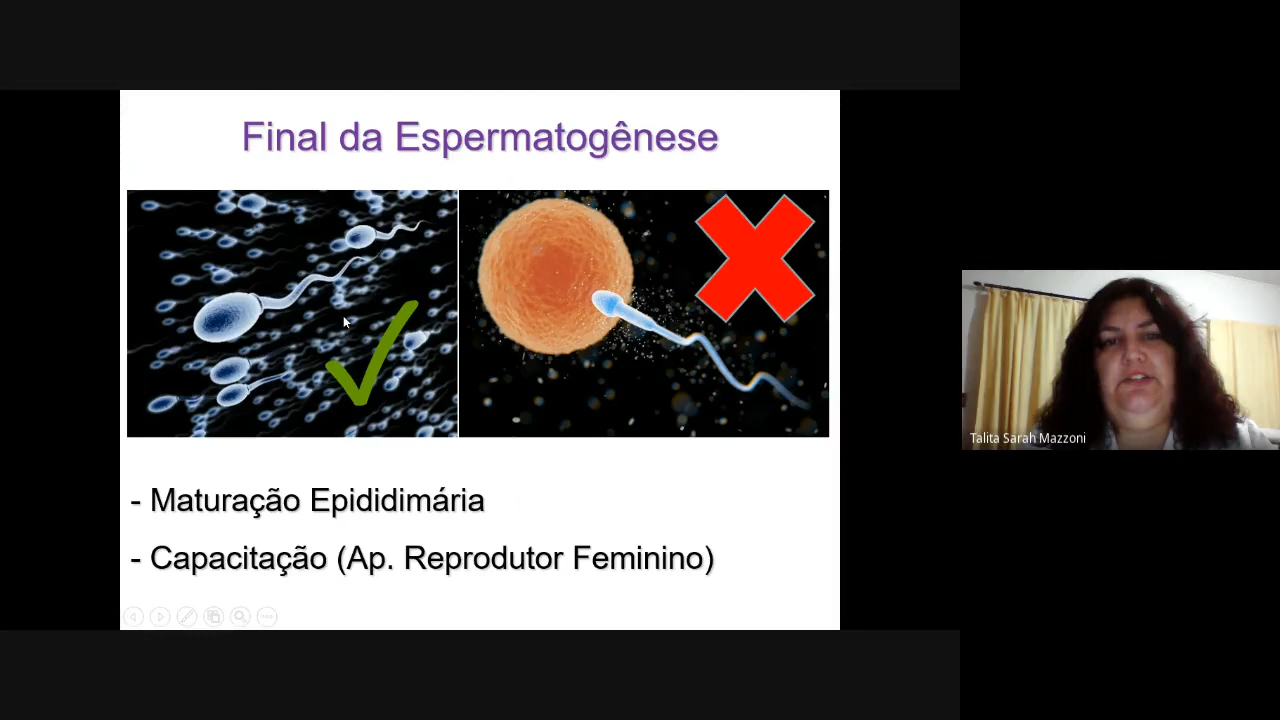 Final da Espermatogênese
- Maturação Epididimária
- Capacitação (Ap. Reprodutor Feminino)
Talita Sarah Mazzoni